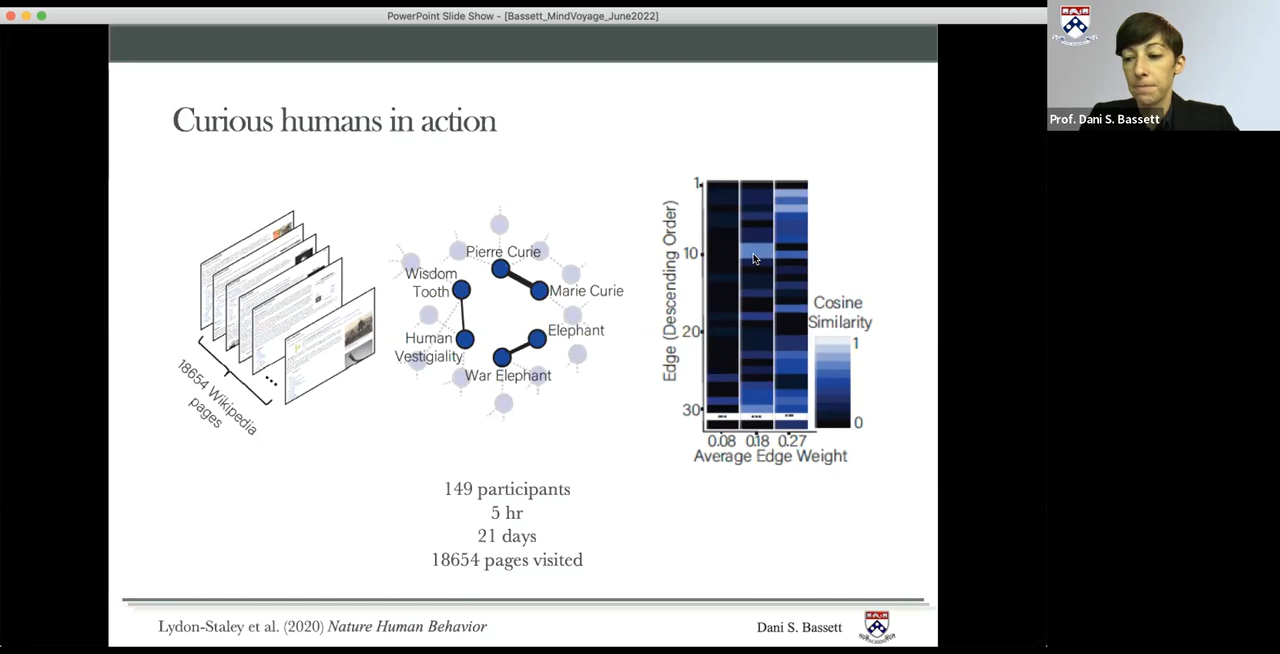 PowerPoint Slide Show - [Bassett_MindVoyage_June2022]
Prof. Dani S. Bassett
Curious humans in action
18654 Wikipedia
pages
Pierre Curie
Wisdom
Tooth
Marie Curie
Human
Vestigiality
Elephant
War Elephant
Edge (Descending Order)
1
10
20
30
0.08 0.18 0.27
Average Edge Weight
Cosine
Similarity
1
0
149 participants
5 hr
21 days
18654 pages visited
Lydon-Staley et al. (2020) Nature Human Behavior
Dani S. Bassett